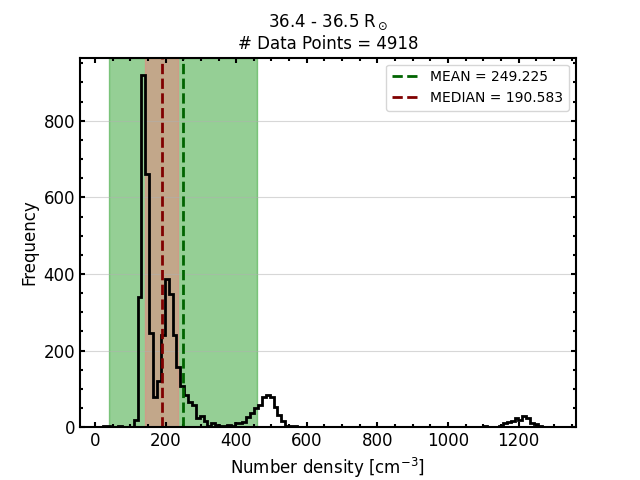 36.4 - 36.5 R⊙
# Data Points = 4918
MEAN = 249.225
MEDIAN = 190.583
Frequency
800
600
400
200
0
0 200 400 600 800 1000 1200
Number density [cm⁻³]